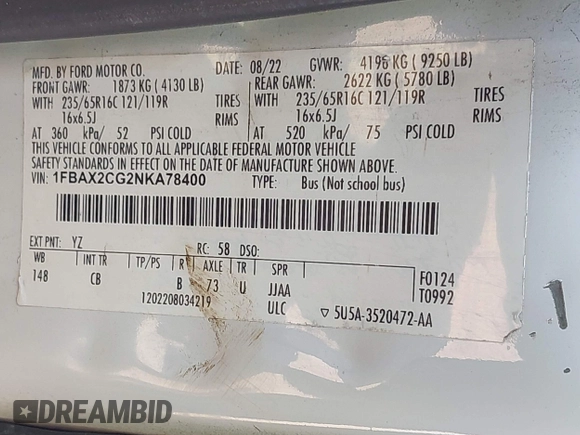 MFD. BY FORD MOTOR CO. DATE: 08/22 GVWR: 4196 KG ( 9250 LB)
FRONT GAWR: 1873 KG ( 4130 LB) REAR GAWR: 2622 KG ( 5780 LB)
WITH 235/65R16C 121/119R TIRES WITH 235/65R16C 121/119R TIRES
16x6.5J RIMS 16x6.5J RIMS
AT 360 kPa/ 52 PSI COLD AT 520 kPa/ 75 PSI COLD
THIS VEHICLE CONFORMS TO ALL APPLICABLE FEDERAL MOTOR VEHICLE
SAFETY STANDARDS IN EFFECT ON THE DATE OF MANUFACTURE SHOWN ABOVE.
VIN: 1FBAX2CG2NKA78400 TYPE: Bus (Not School Bus)
EXT PNT: YZ RC: 58 DSO:
WB INT TR TP/PS R AXLE TR SPR
148 CB B 73 U JJAA
1202208034219 ULC
F0124
T0992
▽ 5U5A-3520472-AA
DREAMBID